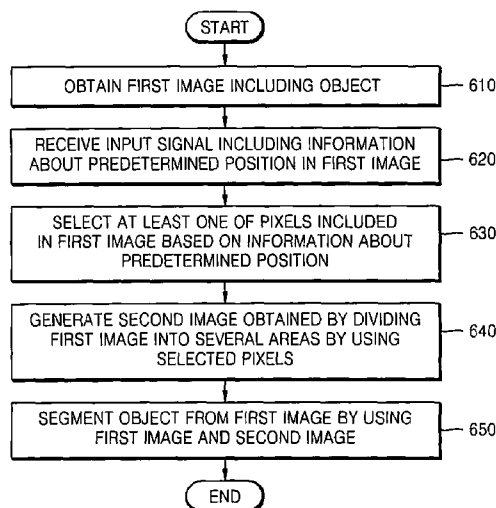 START
OBTAIN FIRST IMAGE INCLUDING OBJECT
610
RECEIVE INPUT SIGNAL INCLUDING INFORMATION
ABOUT PREDETERMINED POSITION IN FIRST IMAGE
620
SELECT AT LEAST ONE OF PIXELS INCLUDED
IN FIRST IMAGE BASED ON INFORMATION ABOUT
PREDETERMINED POSITION
630
GENERATE SECOND IMAGE OBTAINED BY DIVIDING
FIRST IMAGE INTO SEVERAL AREAS BY USING
SELECTED PIXELS
640
SEGMENT OBJECT FROM FIRST IMAGE BY USING
FIRST IMAGE AND SECOND IMAGE
650
END